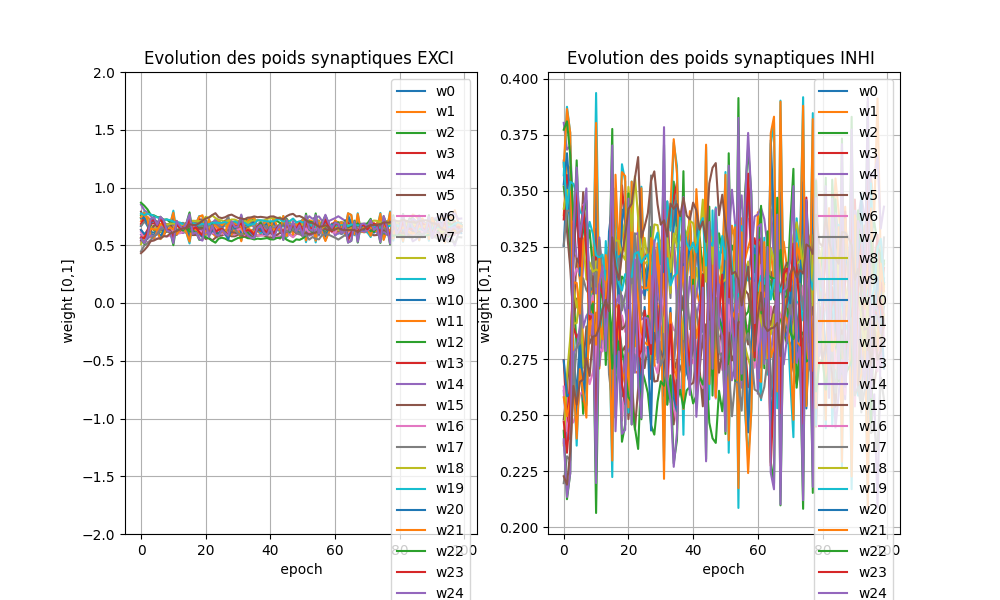 Evolution des poids synaptiques EXCI
2.0
1.5
1.0
0.5
0.0
−0.5
−1.0
−1.5
−2.0
weight [0,1]
0
20
40
60
80
100
epoch
w0
w1
w2
w3
w4
w5
w6
w7
w8
w9
w10
w11
w12
w13
w14
w15
w16
w17
w18
w19
w20
w21
w22
w23
w24
Evolution des poids synaptiques INHI
0.400
0.375
0.350
0.325
0.300
0.275
0.250
0.225
0.200
weight [0,1]
0
20
40
60
80
100
epoch
w0
w1
w2
w3
w4
w5
w6
w7
w8
w9
w10
w11
w12
w13
w14
w15
w16
w17
w18
w19
w20
w21
w22
w23
w24